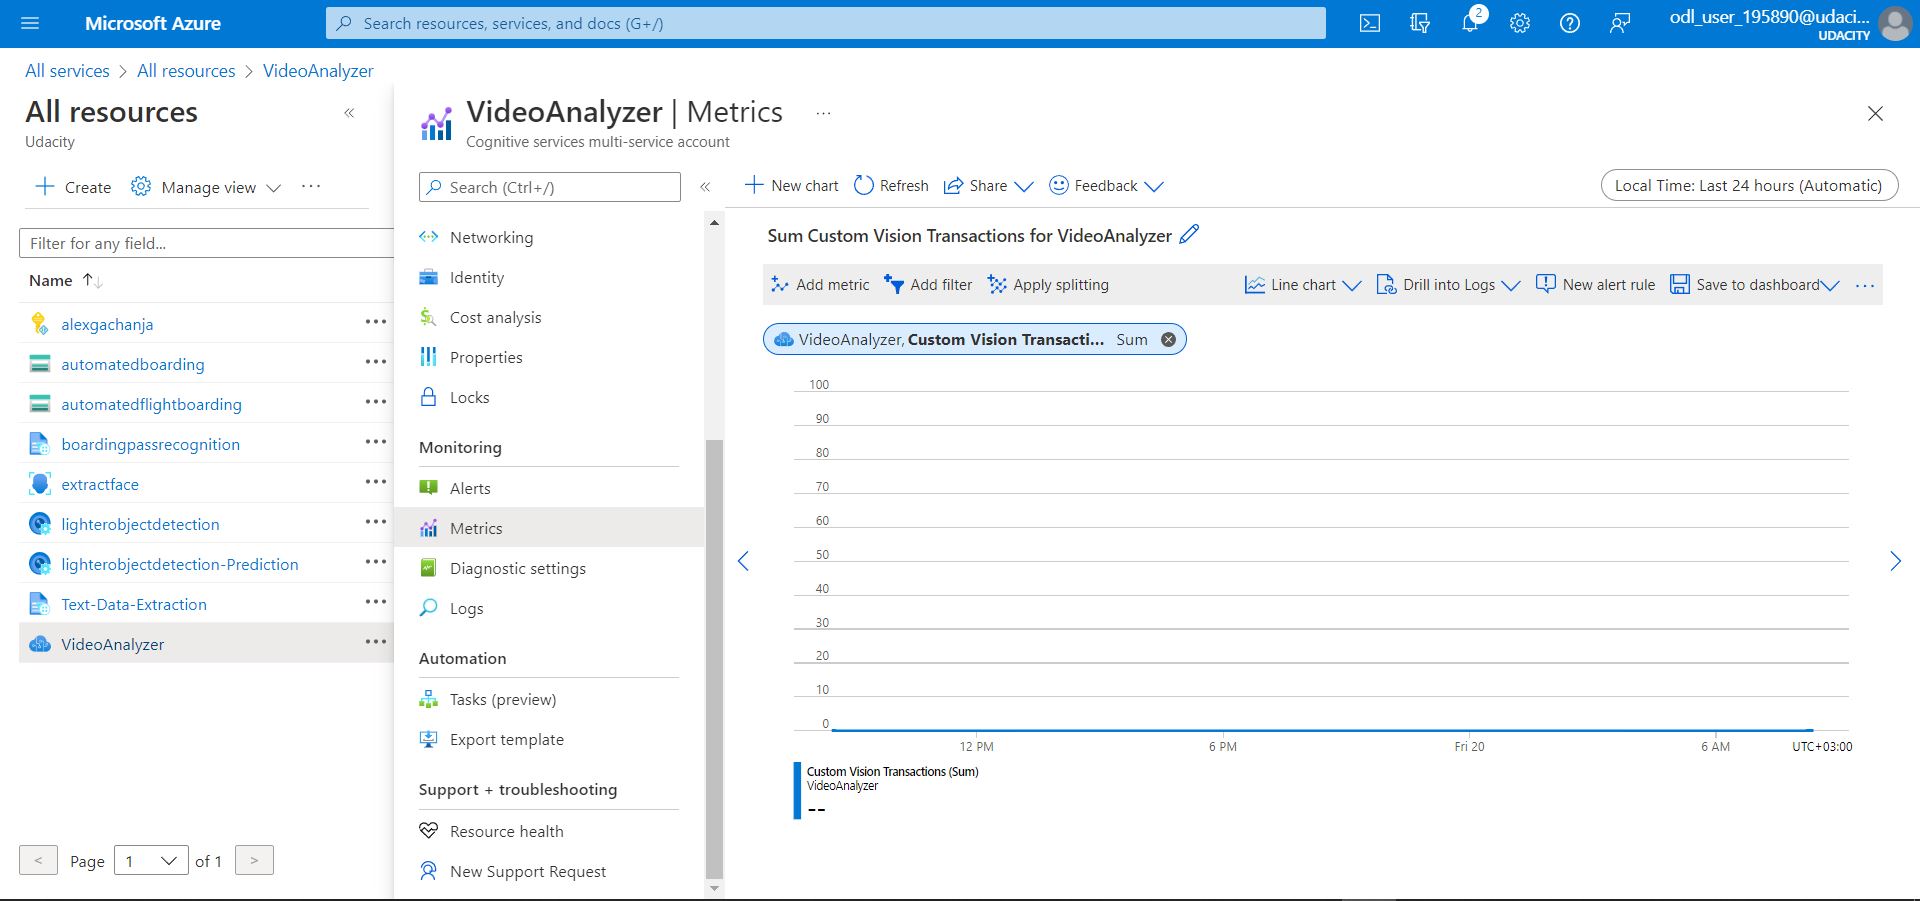 Microsoft Azure
Search resources, services, and docs (G+/)
2
odl_user_195890@udaci...
UDACITY
All services > All resources > VideoAnalyzer
All resources
Udacity
Create
Manage view
Filter for any field...
Name
alexgachanja
automatedboarding
automatedflightboarding
boardingpassrecognition
extractface
lighterobjectdetection
lighterobjectdetection-Prediction
Text-Data-Extraction
VideoAnalyzer
< Page 1 of 1 >
VideoAnalyzer | Metrics ...
Cognitive services multi-service account
Search (Ctrl+/)
Networking
Identity
Cost analysis
Properties
Locks
Monitoring
Alerts
Metrics
Diagnostic settings
Logs
Automation
Tasks (preview)
Export template
Support + troubleshooting
Resource health
New Support Request
New chart
Refresh
Share
Feedback
Local Time: Last 24 hours (Automatic)
Sum Custom Vision Transactions for VideoAnalyzer
Add metric
Add filter
Apply splitting
Line chart
Drill into Logs
New alert rule
Save to dashboard
VideoAnalyzer, Custom Vision Transacti... Sum
100
90
80
70
60
50
40
30
20
10
0
12 PM
6 PM
Fri 20
6 AM
UTC+03:00
Custom Vision Transactions (Sum)
VideoAnalyzer
--